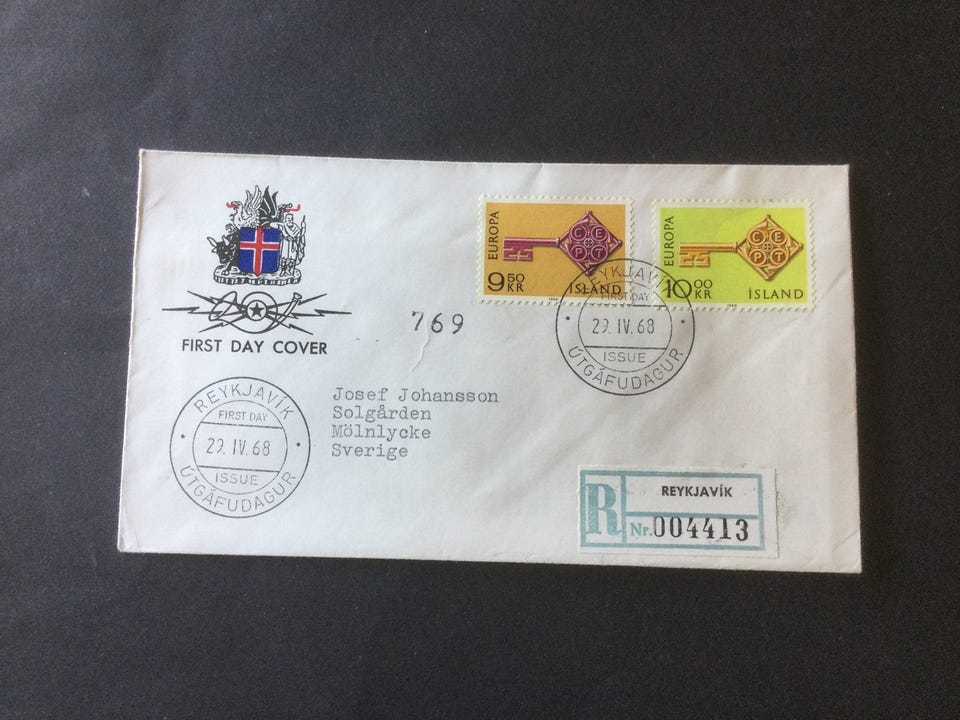 FIRST DAY COVER
EUROPA
C E
P T
9 50
KR
ÍSLAND
1968
EUROPA
C E
P T
10 00
KR
ÍSLAND
1968
REYKJAVÍK
FIRST DAY
29. IV. 68
ISSUE
ÚTGÁFUDAGUR
769
REYKJAVÍK
FIRST DAY
29. IV. 68
ISSUE
ÚTGÁFUDAGUR
Josef Johansson
Solgården
Mölnlycke
Sverige
R
REYKJAVÍK
Nr. 004413